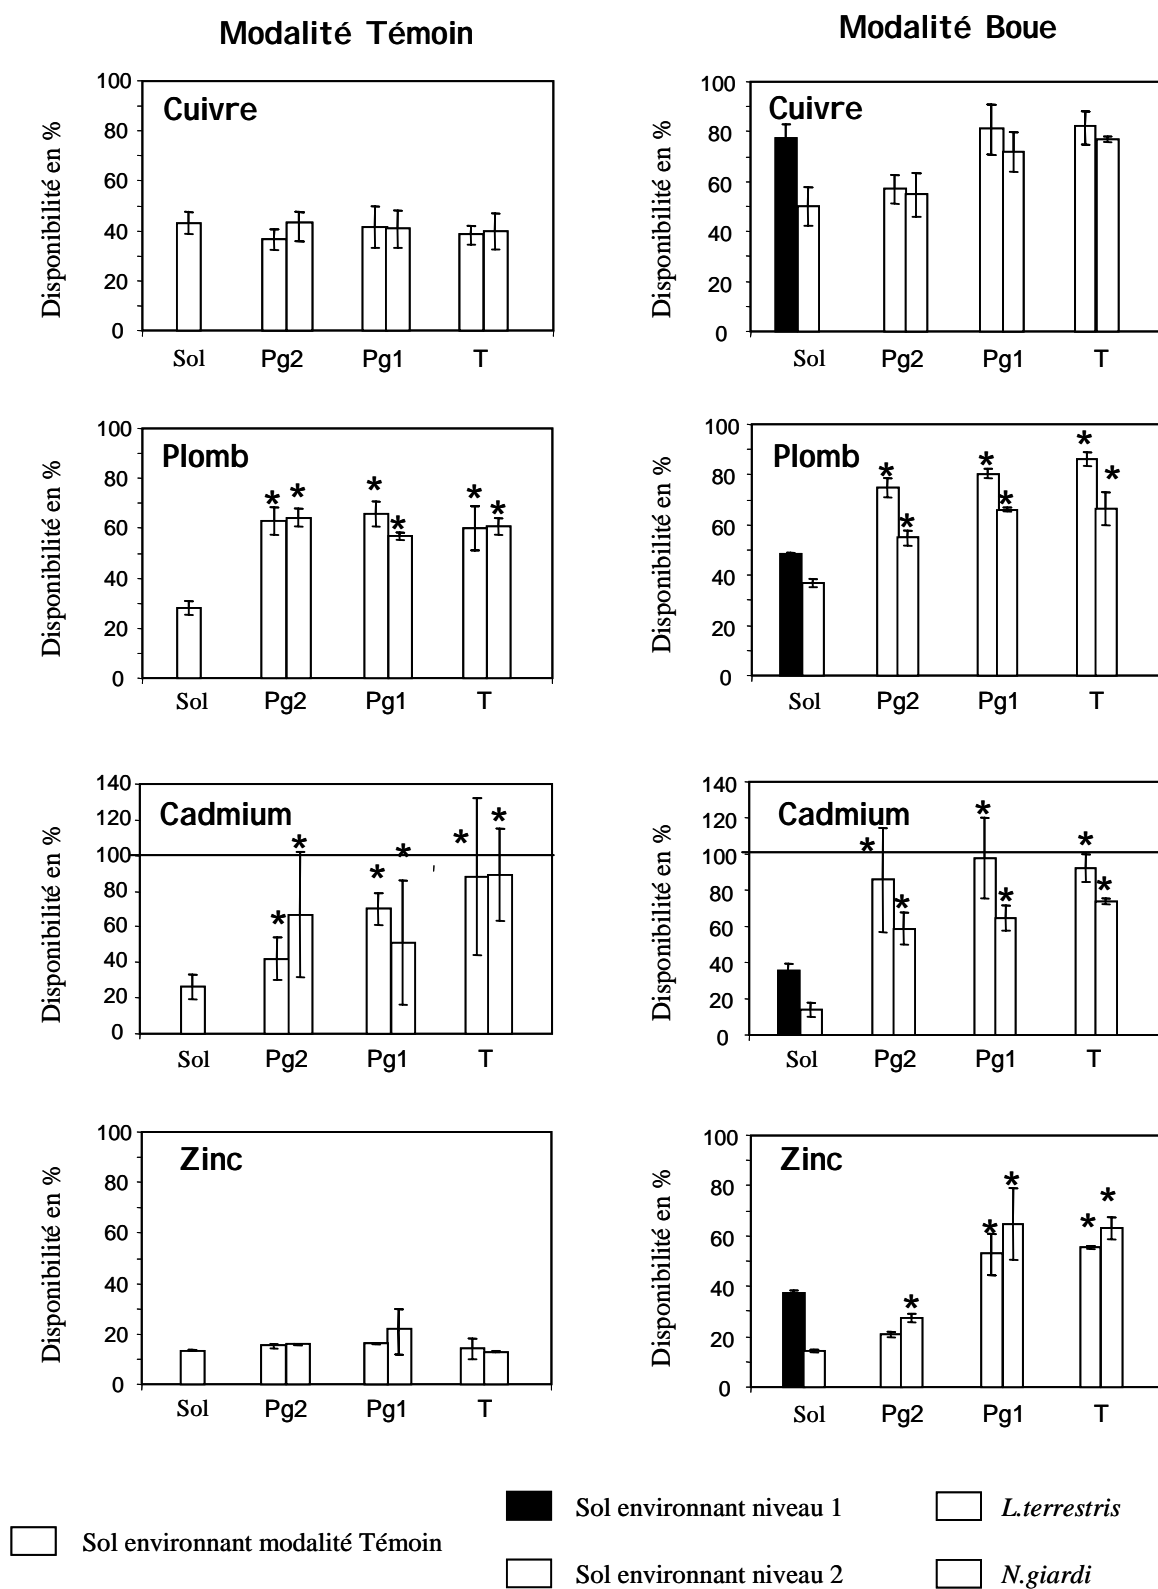 Modalité Témoin
Modalité Boue
Disponibilité en %
100
80
60
40
20
0
Cuivre
Sol Pg2 Pg1 T
Disponibilité en %
100
80
60
40
20
0
Cuivre
Sol Pg2 Pg1 T
Disponibilité en %
100
80
60
40
20
0
Plomb
* * * * * *
Sol Pg2 Pg1 T
Disponibilité en %
100
80
60
40
20
0
Plomb
* * * * * *
Sol Pg2 Pg1 T
Disponibilité en %
140
120
100
80
60
40
20
0
Cadmium
* * * * * *
Sol Pg2 Pg1 T
Disponibilité en %
140
120
100
80
60
40
20
0
Cadmium
* * * * * *
Sol Pg2 Pg1 T
Disponibilité en %
100
80
60
40
20
0
Zinc
Sol Pg2 Pg1 T
Disponibilité en %
100
80
60
40
20
0
Zinc
* * * * *
Sol Pg2 Pg1 T
Sol environnant modalité Témoin
Sol environnant niveau 1
L.terrestris
Sol environnant niveau 2
N.giardi